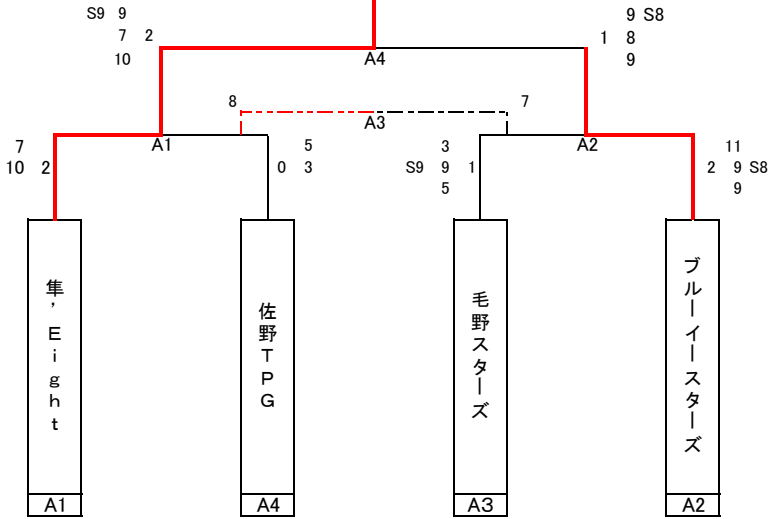 S9 9
7 2
10
9 S8
1 8
9
A4
8
7
A3
7
10 2
A1
5
0 3
3
S9 9 1
5
A2
11
2 9 S8
9
隼’Eight
佐野TPG
毛野スターズ
ブルーイースターズ
A1
A4
A3
A2